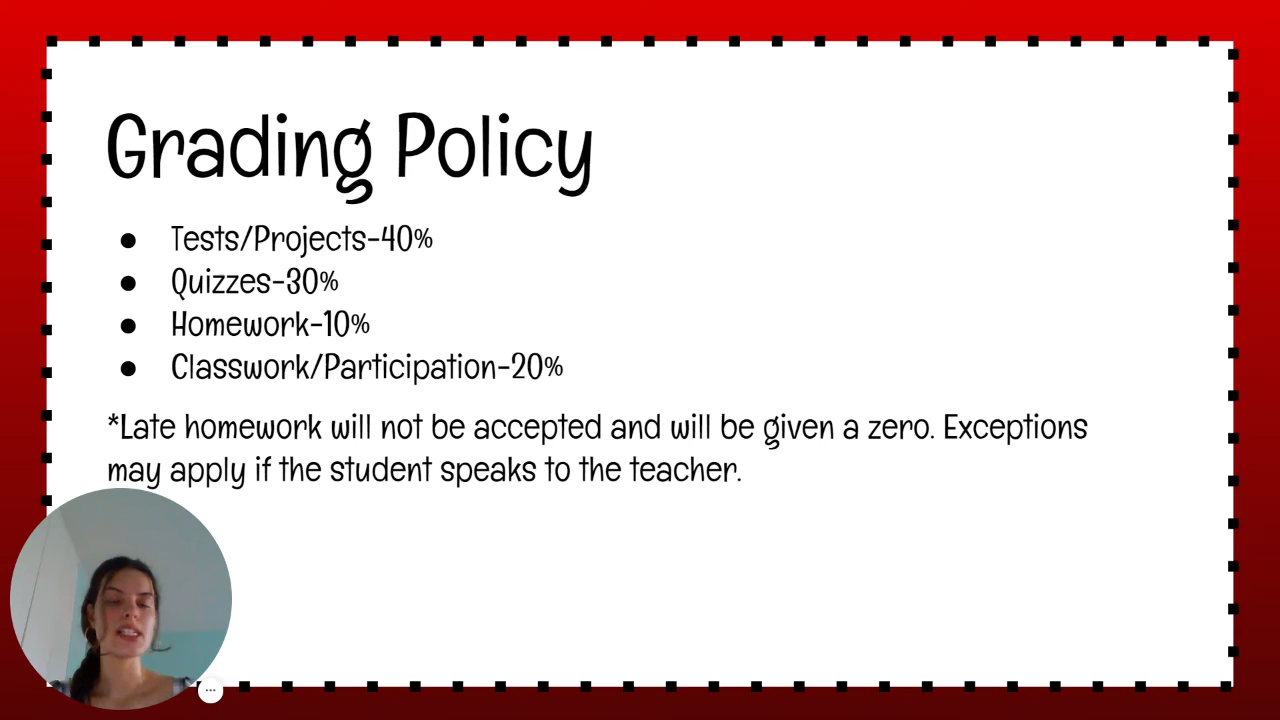 Grading Policy
● Tests/Projects-40%
● Quizzes-30%
● Homework-10%
● Classwork/Participation-20%
*Late homework will not be accepted and will be given a zero. Exceptions
may apply if the student speaks to the teacher.